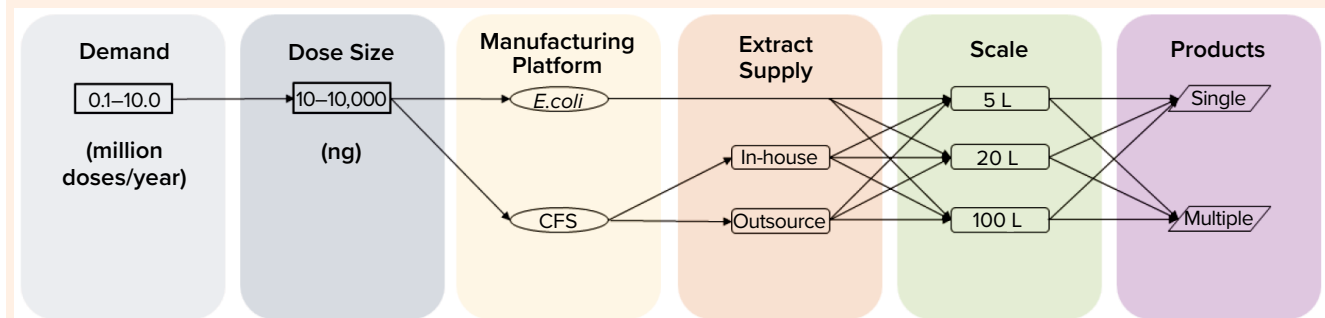 Demand
0.1–10.0
(million
doses/year)
Dose Size
10–10,000
(ng)
Manufacturing
Platform
E.coli
CFS
Extract
Supply
In-house
Outsource
Scale
5 L
20 L
100 L
Products
Single
Multiple